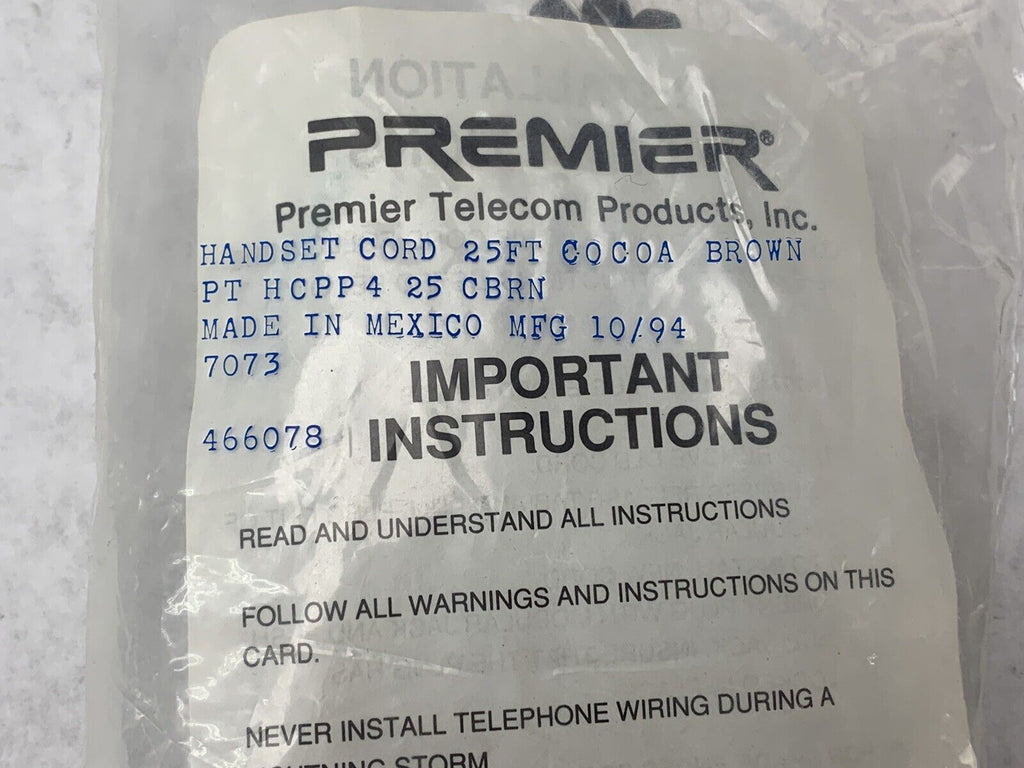 PREMIER®
Premier Telecom Products, Inc.
HANDSET CORD 25FT COCOA BROWN
PT HCPP4 25 CBRN
MADE IN MEXICO MFG 10/94
7073
IMPORTANT
466078 INSTRUCTIONS
READ AND UNDERSTAND ALL INSTRUCTIONS
FOLLOW ALL WARNINGS AND INSTRUCTIONS ON THIS
CARD.
NEVER INSTALL TELEPHONE WIRING DURING A
LIGHTNING STORM